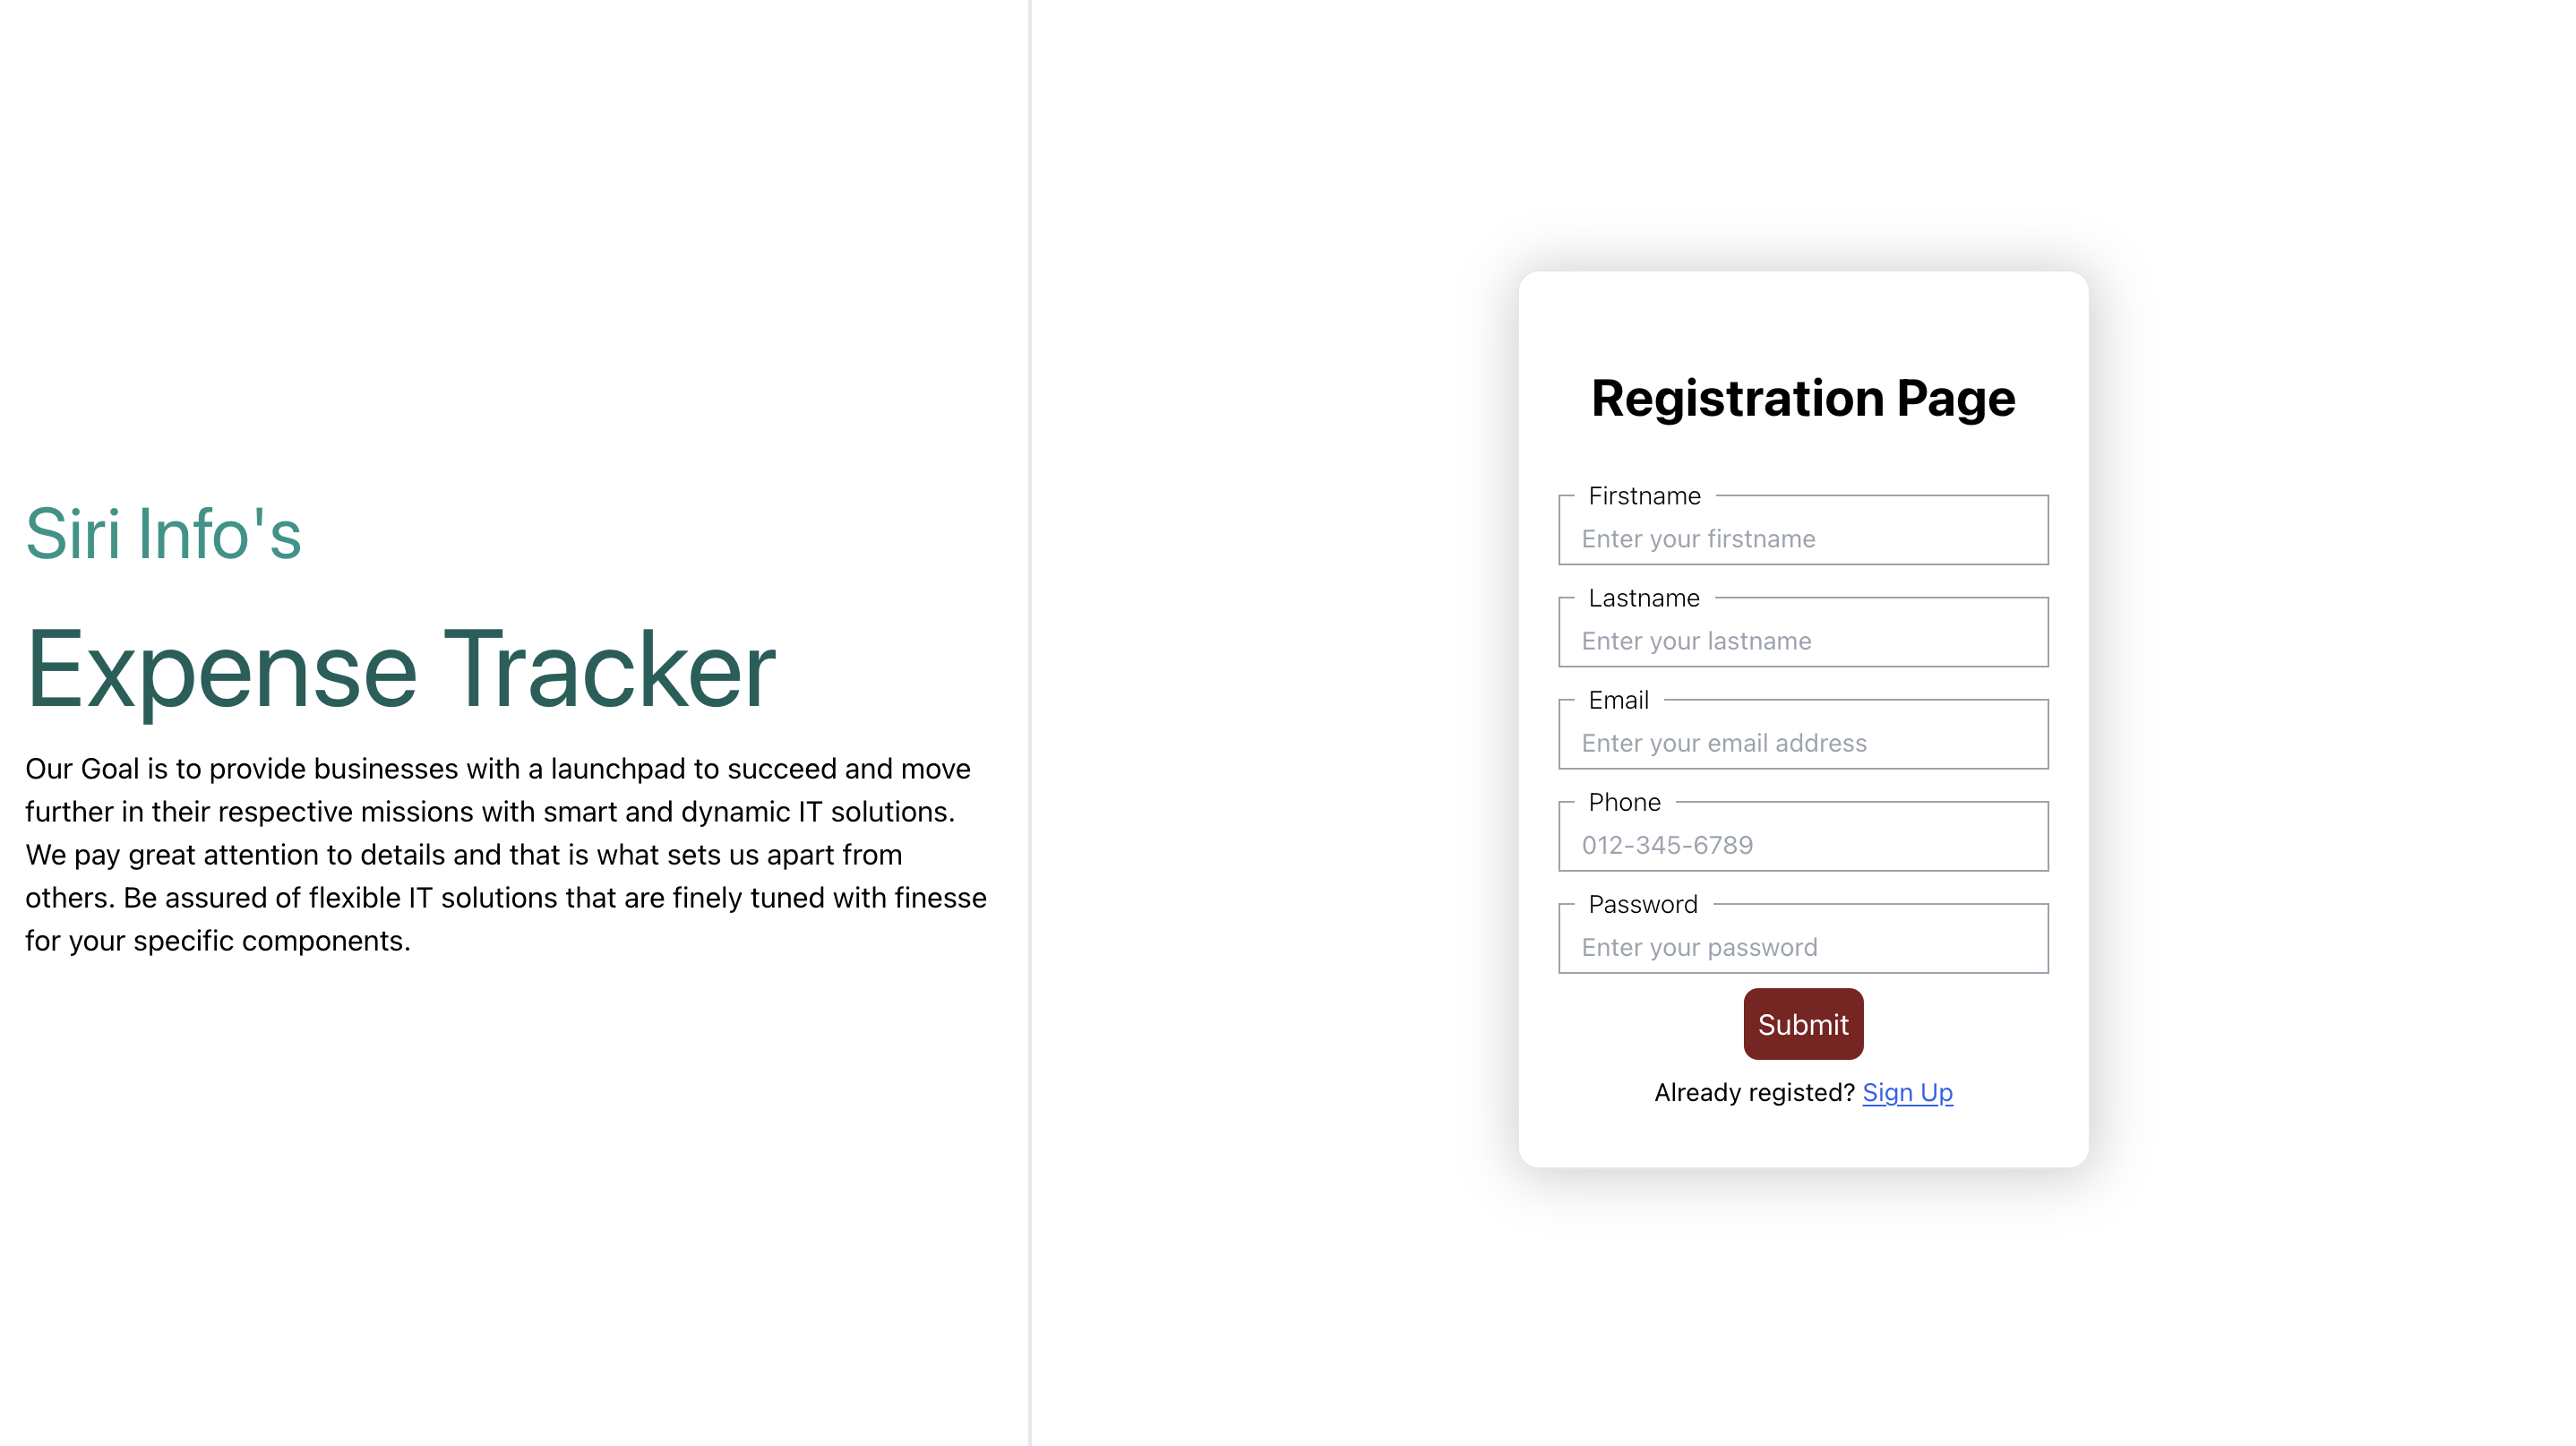 Siri Info's
Expense Tracker
Our Goal is to provide businesses with a launchpad to succeed and move
further in their respective missions with smart and dynamic IT solutions.
We pay great attention to details and that is what sets us apart from
others. Be assured of flexible IT solutions that are finely tuned with finesse
for your specific components.
Registration Page
Firstname
Enter your firstname
Lastname
Enter your lastname
Email
Enter your email address
Phone
012-345-6789
Password
Enter your password
Submit
Already registed? Sign Up